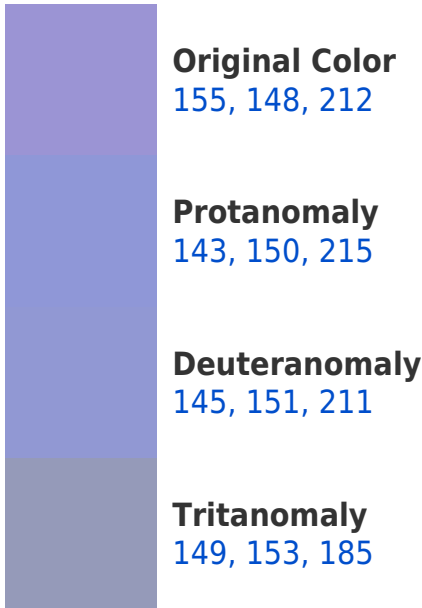 Original Color
155, 148, 212
Protanomaly
143, 150, 215
Deuteranomaly
145, 151, 211
Tritanomaly
149, 153, 185